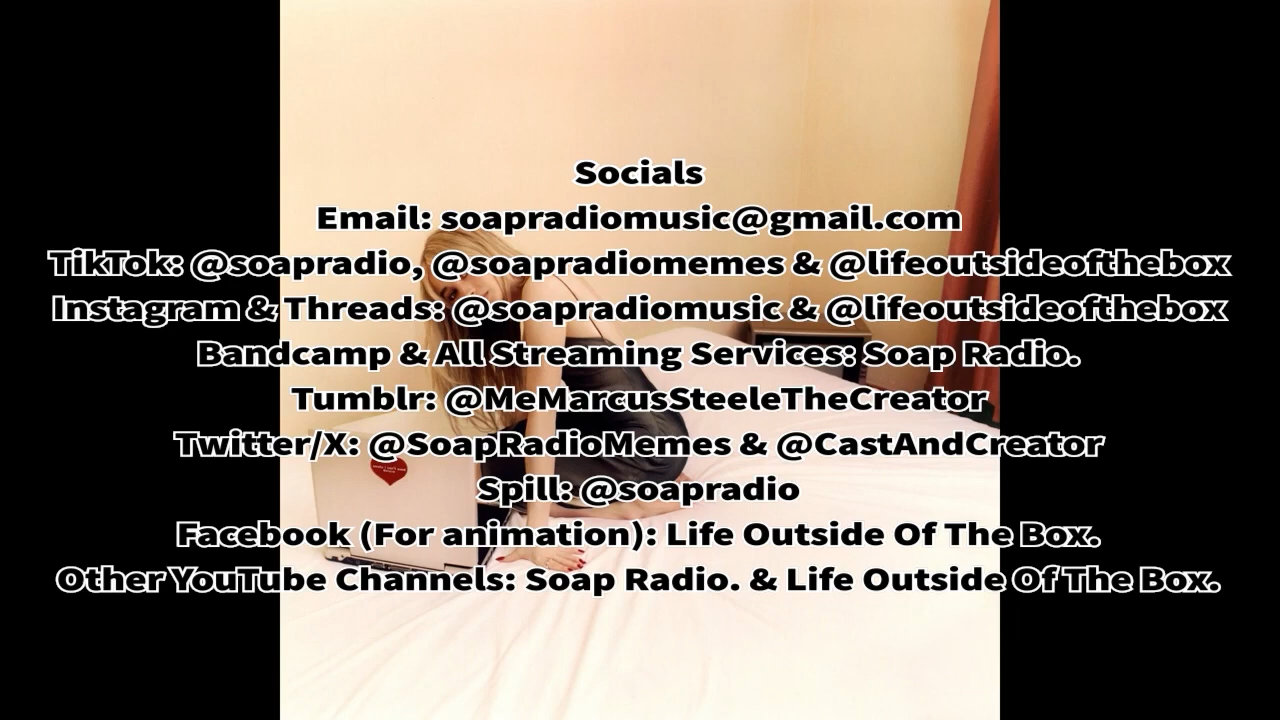 Socials
Email: soapradiomusic@gmail.com
TikTok: @soapradio, @soapradiomemes & @lifeoutsideofthebox
Instagram & Threads: @soapradiomusic & @lifeoutsideofthebox
Bandcamp & All Streaming Services: Soap Radio.
Tumblr: @MeMarcusSteeleTheCreator
Twitter/X: @SoapRadioMemes & @CastAndCreator
Spill: @soapradio
Facebook (For animation): Life Outside Of The Box.
Other YouTube Channels: Soap Radio. & Life Outside Of The Box.